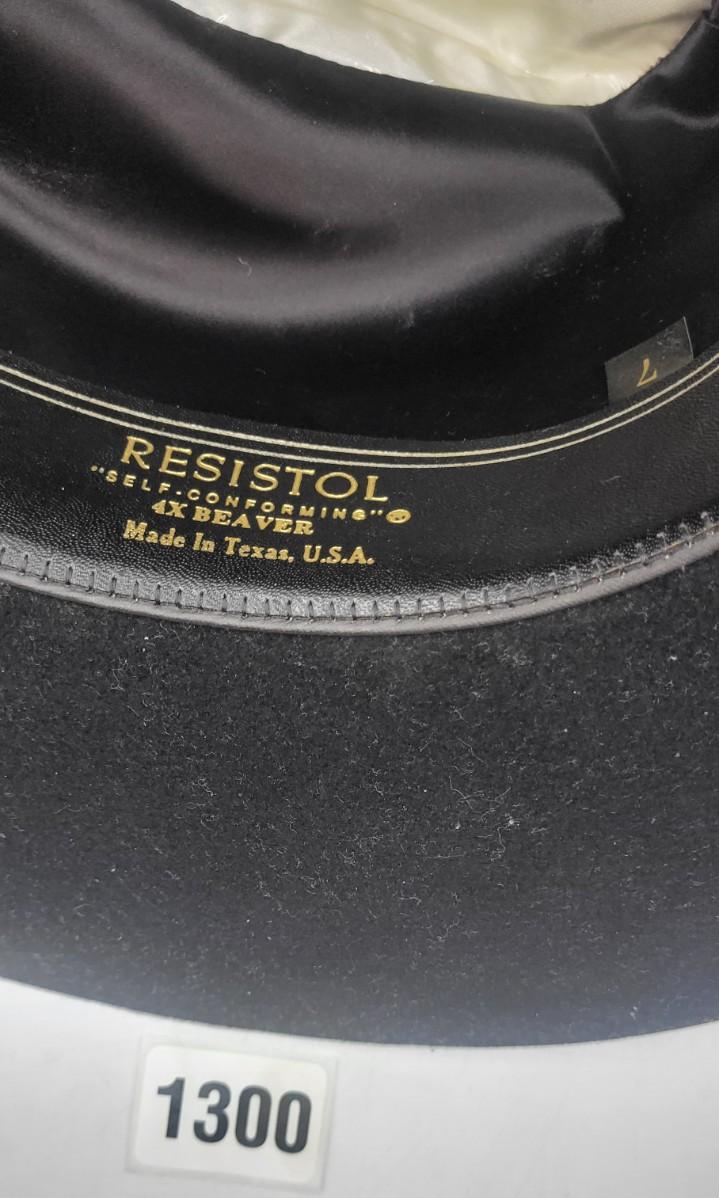 7
RESISTOL
"SELF-CONFORMING"®
4X BEAVER
Made In Texas, U.S.A.
1300